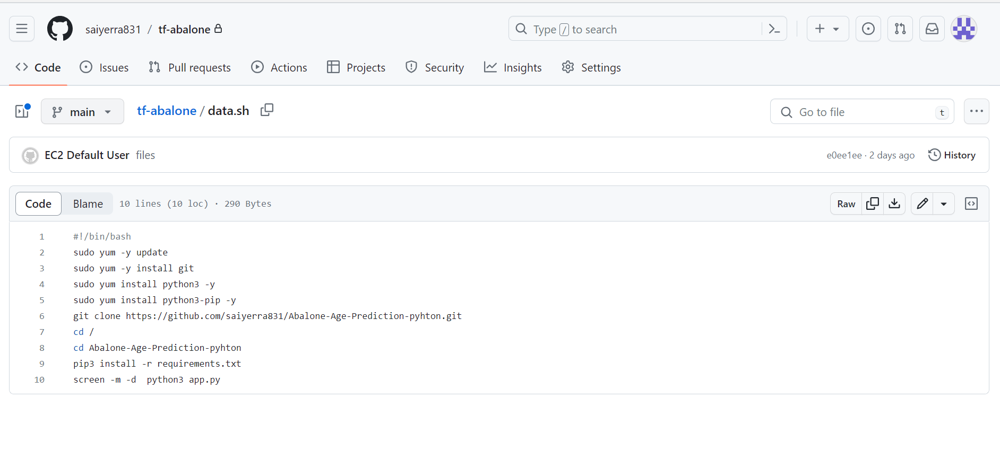 saiyerra831 / tf-abalone
Type / to search
Code
Issues
Pull requests
Actions
Projects
Security
Insights
Settings
main
tf-abalone / data.sh
Go to file
t
EC2 Default User files
e0ee1ee · 2 days ago
History
Code
Blame
10 lines (10 loc) · 290 Bytes
Raw
1 #!/bin/bash
2 sudo yum -y update
3 sudo yum -y install git
4 sudo yum install python3 -y
5 sudo yum install python3-pip -y
6 git clone https://github.com/saiyerra831/Abalone-Age-Prediction-pyhton.git
7 cd /
8 cd Abalone-Age-Prediction-pyhton
9 pip3 install -r requirements.txt
10 screen -m -d  python3 app.py